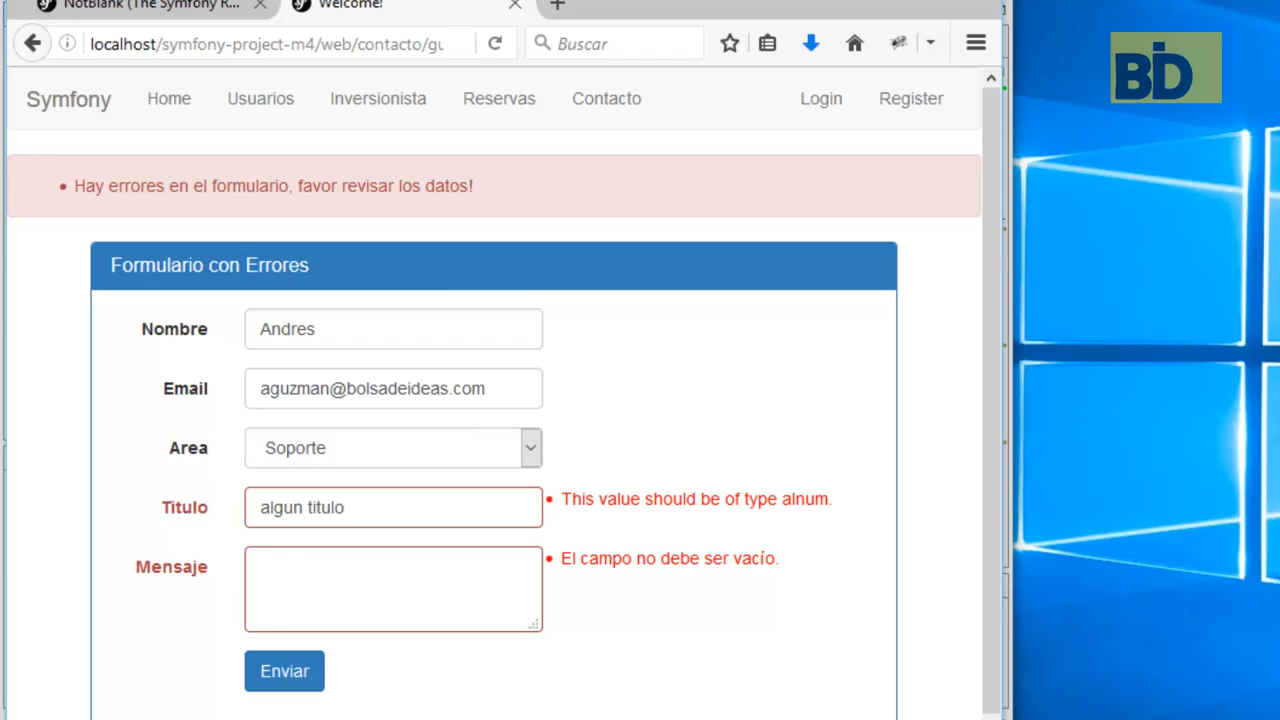 NotBlank (The Symfony R...
Welcome!
localhost/symfony-project-m4/web/contacto/gu
Buscar
BID
Symfony Home Usuarios Inversionista Reservas Contacto Login Register
Hay errores en el formulario, favor revisar los datos!
Formulario con Errores
Nombre Andres
Email aguzman@bolsadeideas.com
Area Soporte
Titulo algun titulo • This value should be of type alnum.
Mensaje • El campo no debe ser vacío.
Enviar